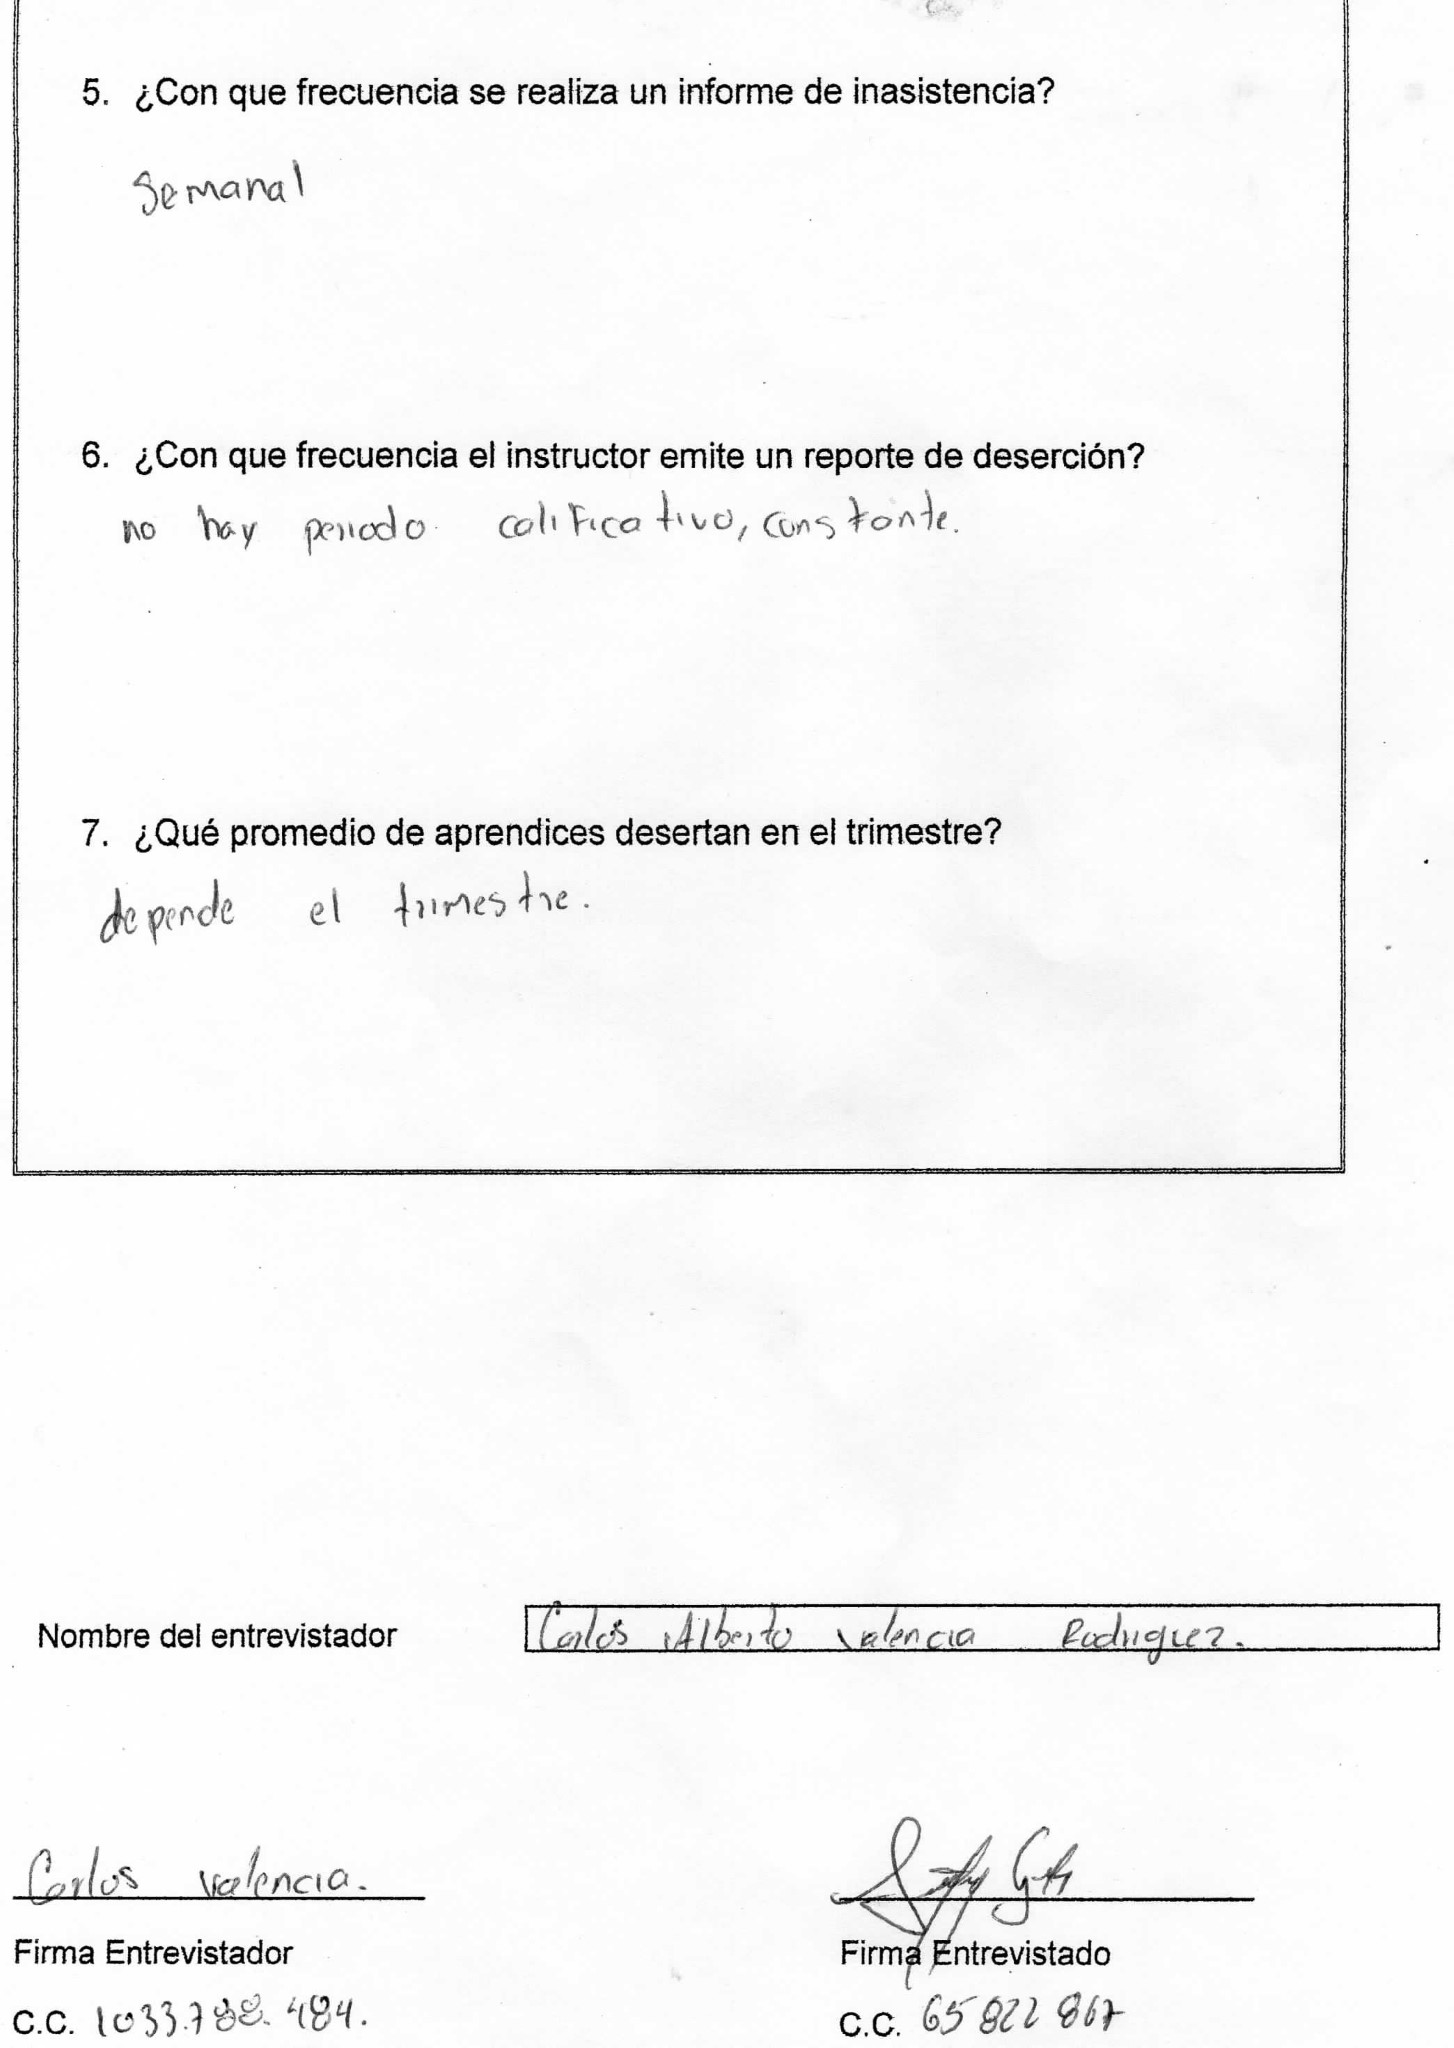 5. ¿Con que frecuencia se realiza un informe de inasistencia?
Semanal
6. ¿Con que frecuencia el instructor emite un reporte de deserción?
no hay periodo calificativo, constante.
7. ¿Qué promedio de aprendices desertan en el trimestre?
depende el trimestre.
Nombre del entrevistador Carlos Alberto Valencia Rodriguez.
Carlos Valencia.
Firma Entrevistador Firma Entrevistado
C.C. 1033.788.484. C.C. 65 822 867